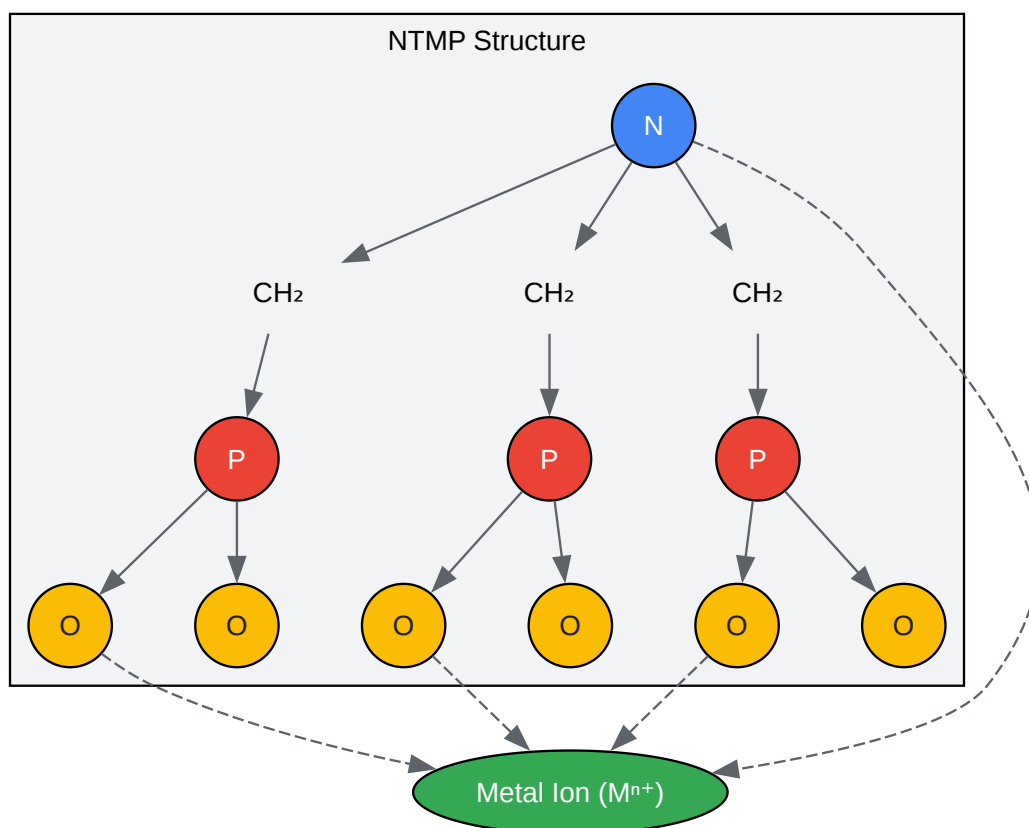 NTMP Structure
N
CH₂ CH₂ CH₂
P P P
O O O O O O
Metal Ion (Mⁿ⁺)